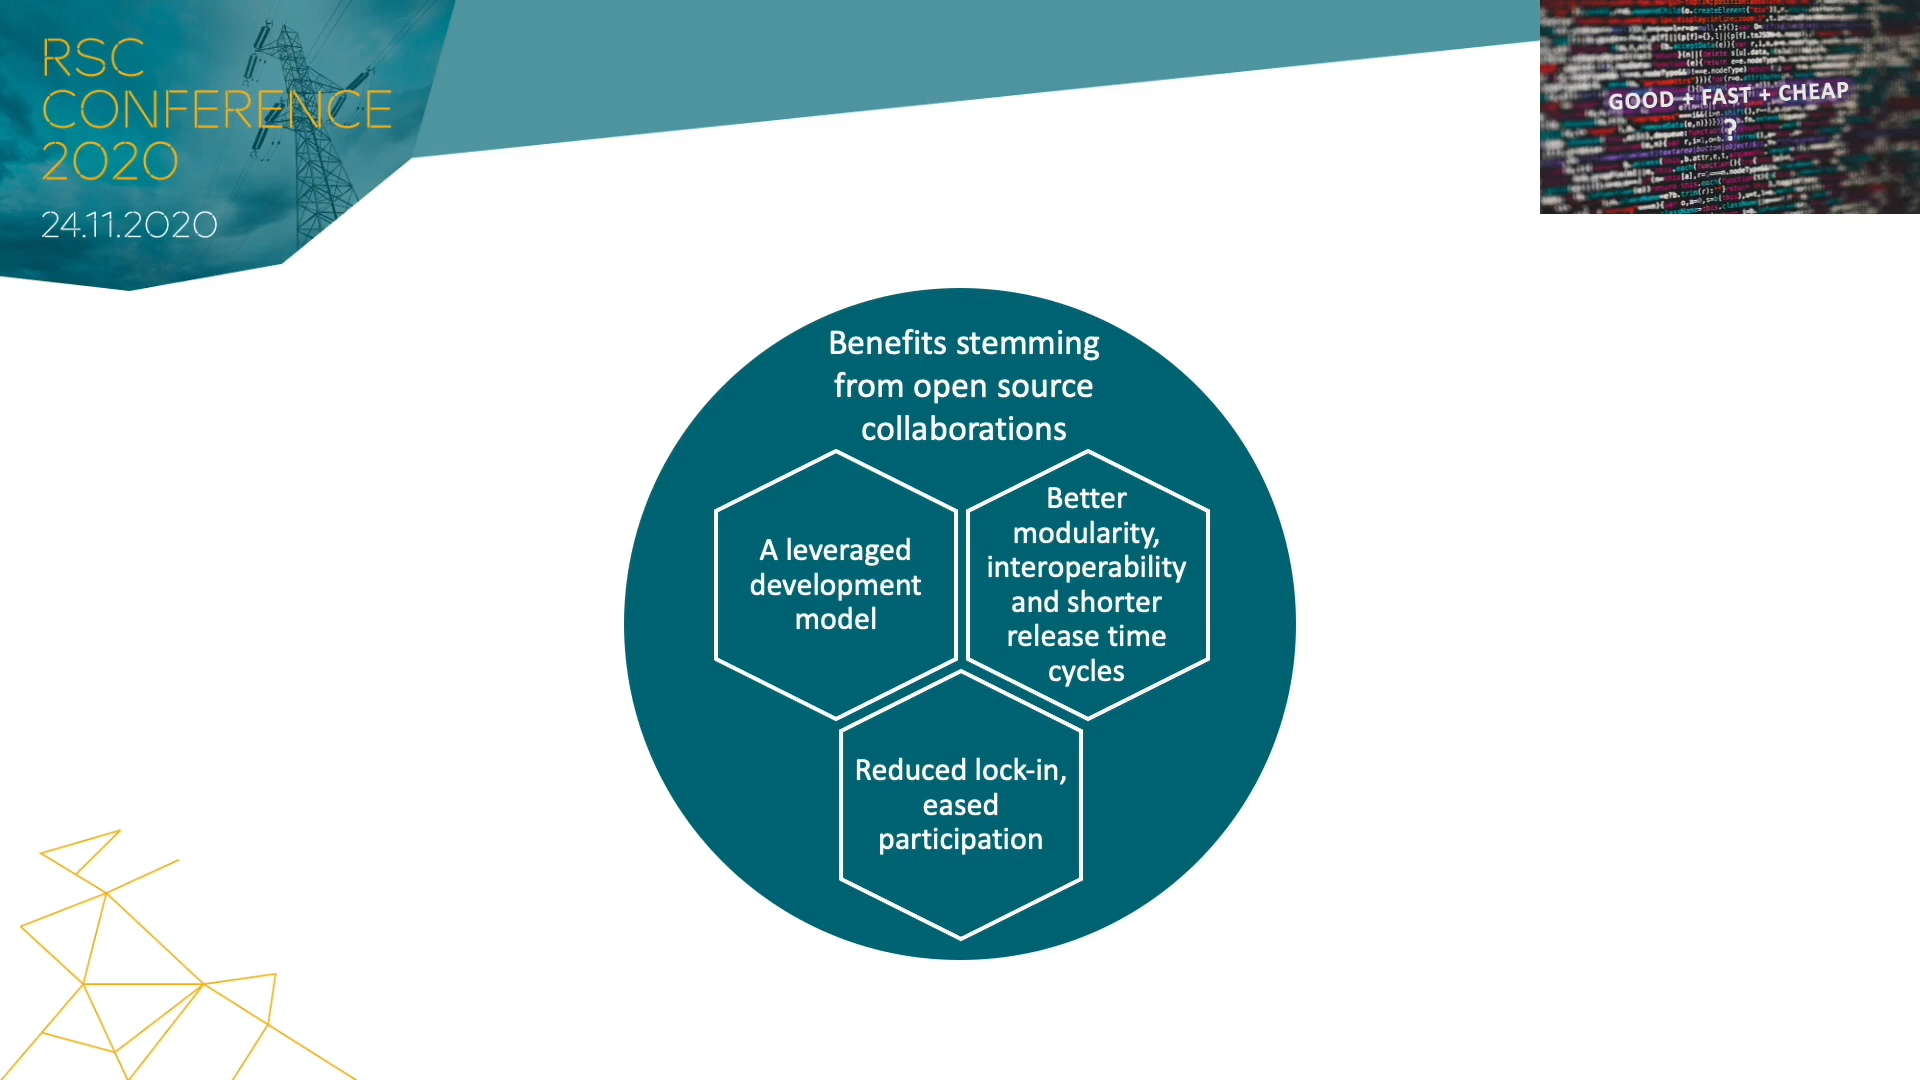 RSC
CONFERENCE
2020
24.11.2020
GOOD + FAST + CHEAP
?
Benefits stemming
from open source
collaborations
A leveraged
development
model
Better
modularity,
interoperability
and shorter
release time
cycles
Reduced lock-in,
eased
participation